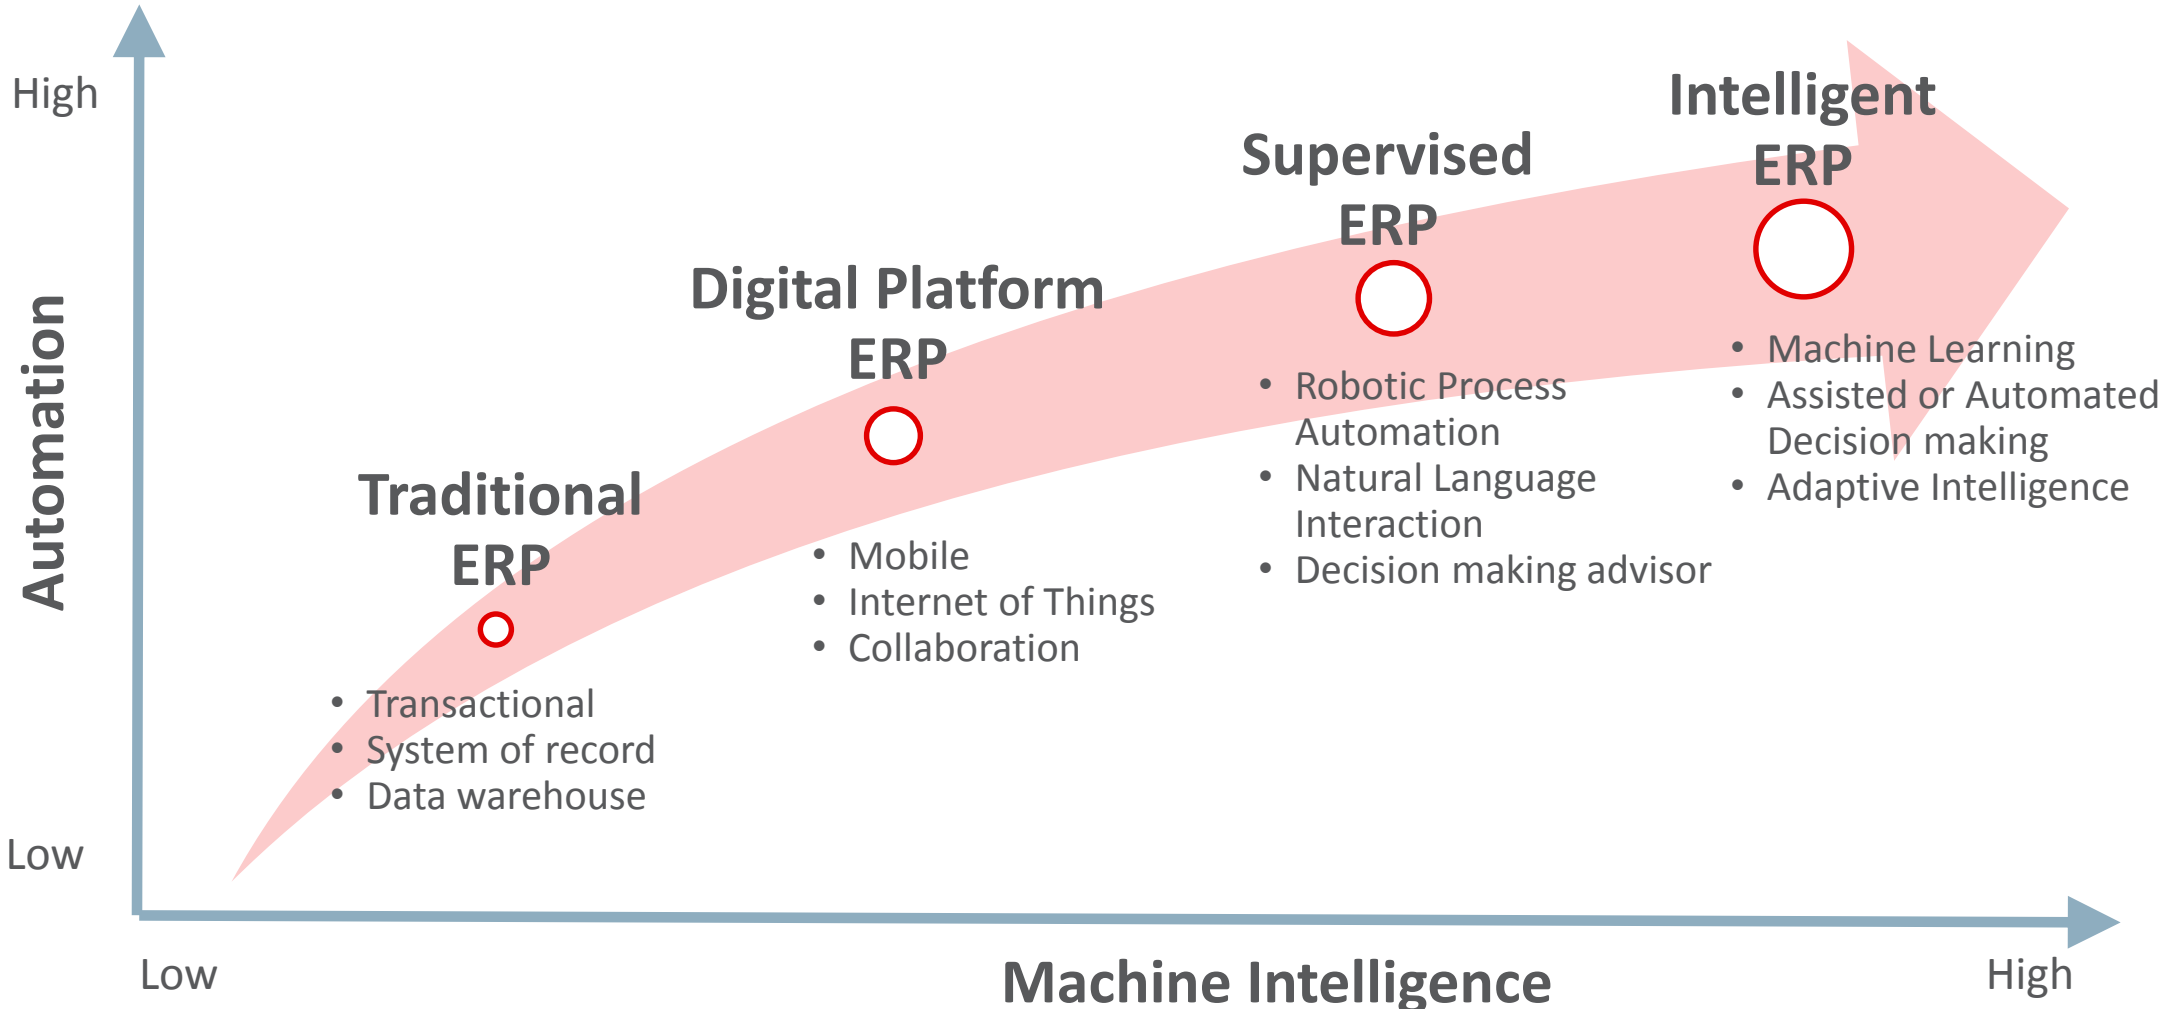 High
Intelligent
ERP
Supervised
ERP
Digital Platform
ERP
Traditional
ERP
Automation
• Machine Learning
• Assisted or Automated
Decision making
• Adaptive Intelligence
• Robotic Process
Automation
• Natural Language
Interaction
• Decision making advisor
• Mobile
• Internet of Things
• Collaboration
• Transactional
• System of record
• Data warehouse
Low
Low
Machine Intelligence
High